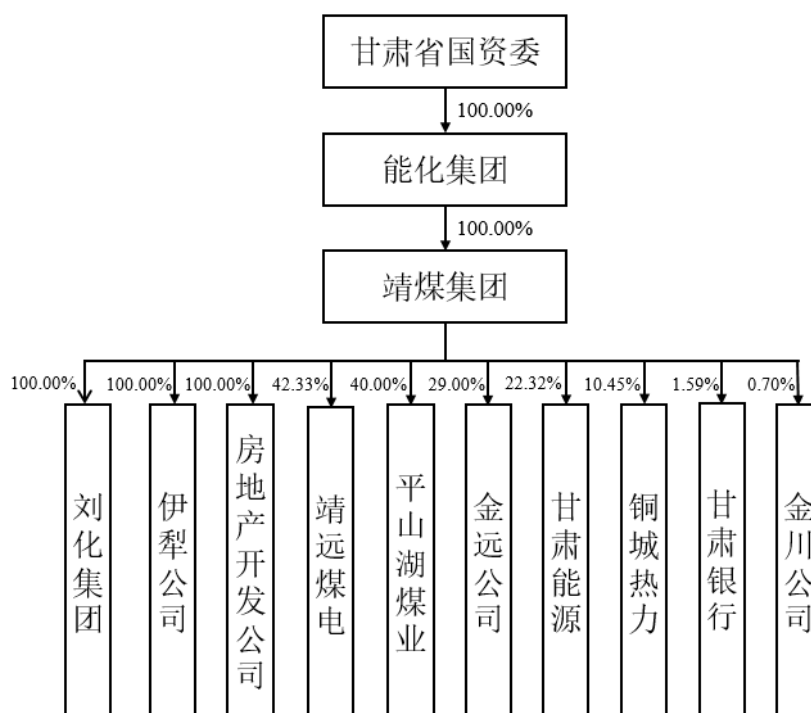 甘肃省国资委
100.00%
能化集团
100.00%
靖煤集团
100.00%
100.00%
100.00%
42.33%
40.00%
29.00%
22.32%
10.45%
1.59%
0.70%
刘化集团
伊犁公司
房地产开发公司
靖远煤电
平山湖煤业
金远公司
甘肃能源
铜城热力
甘肃银行
金川公司